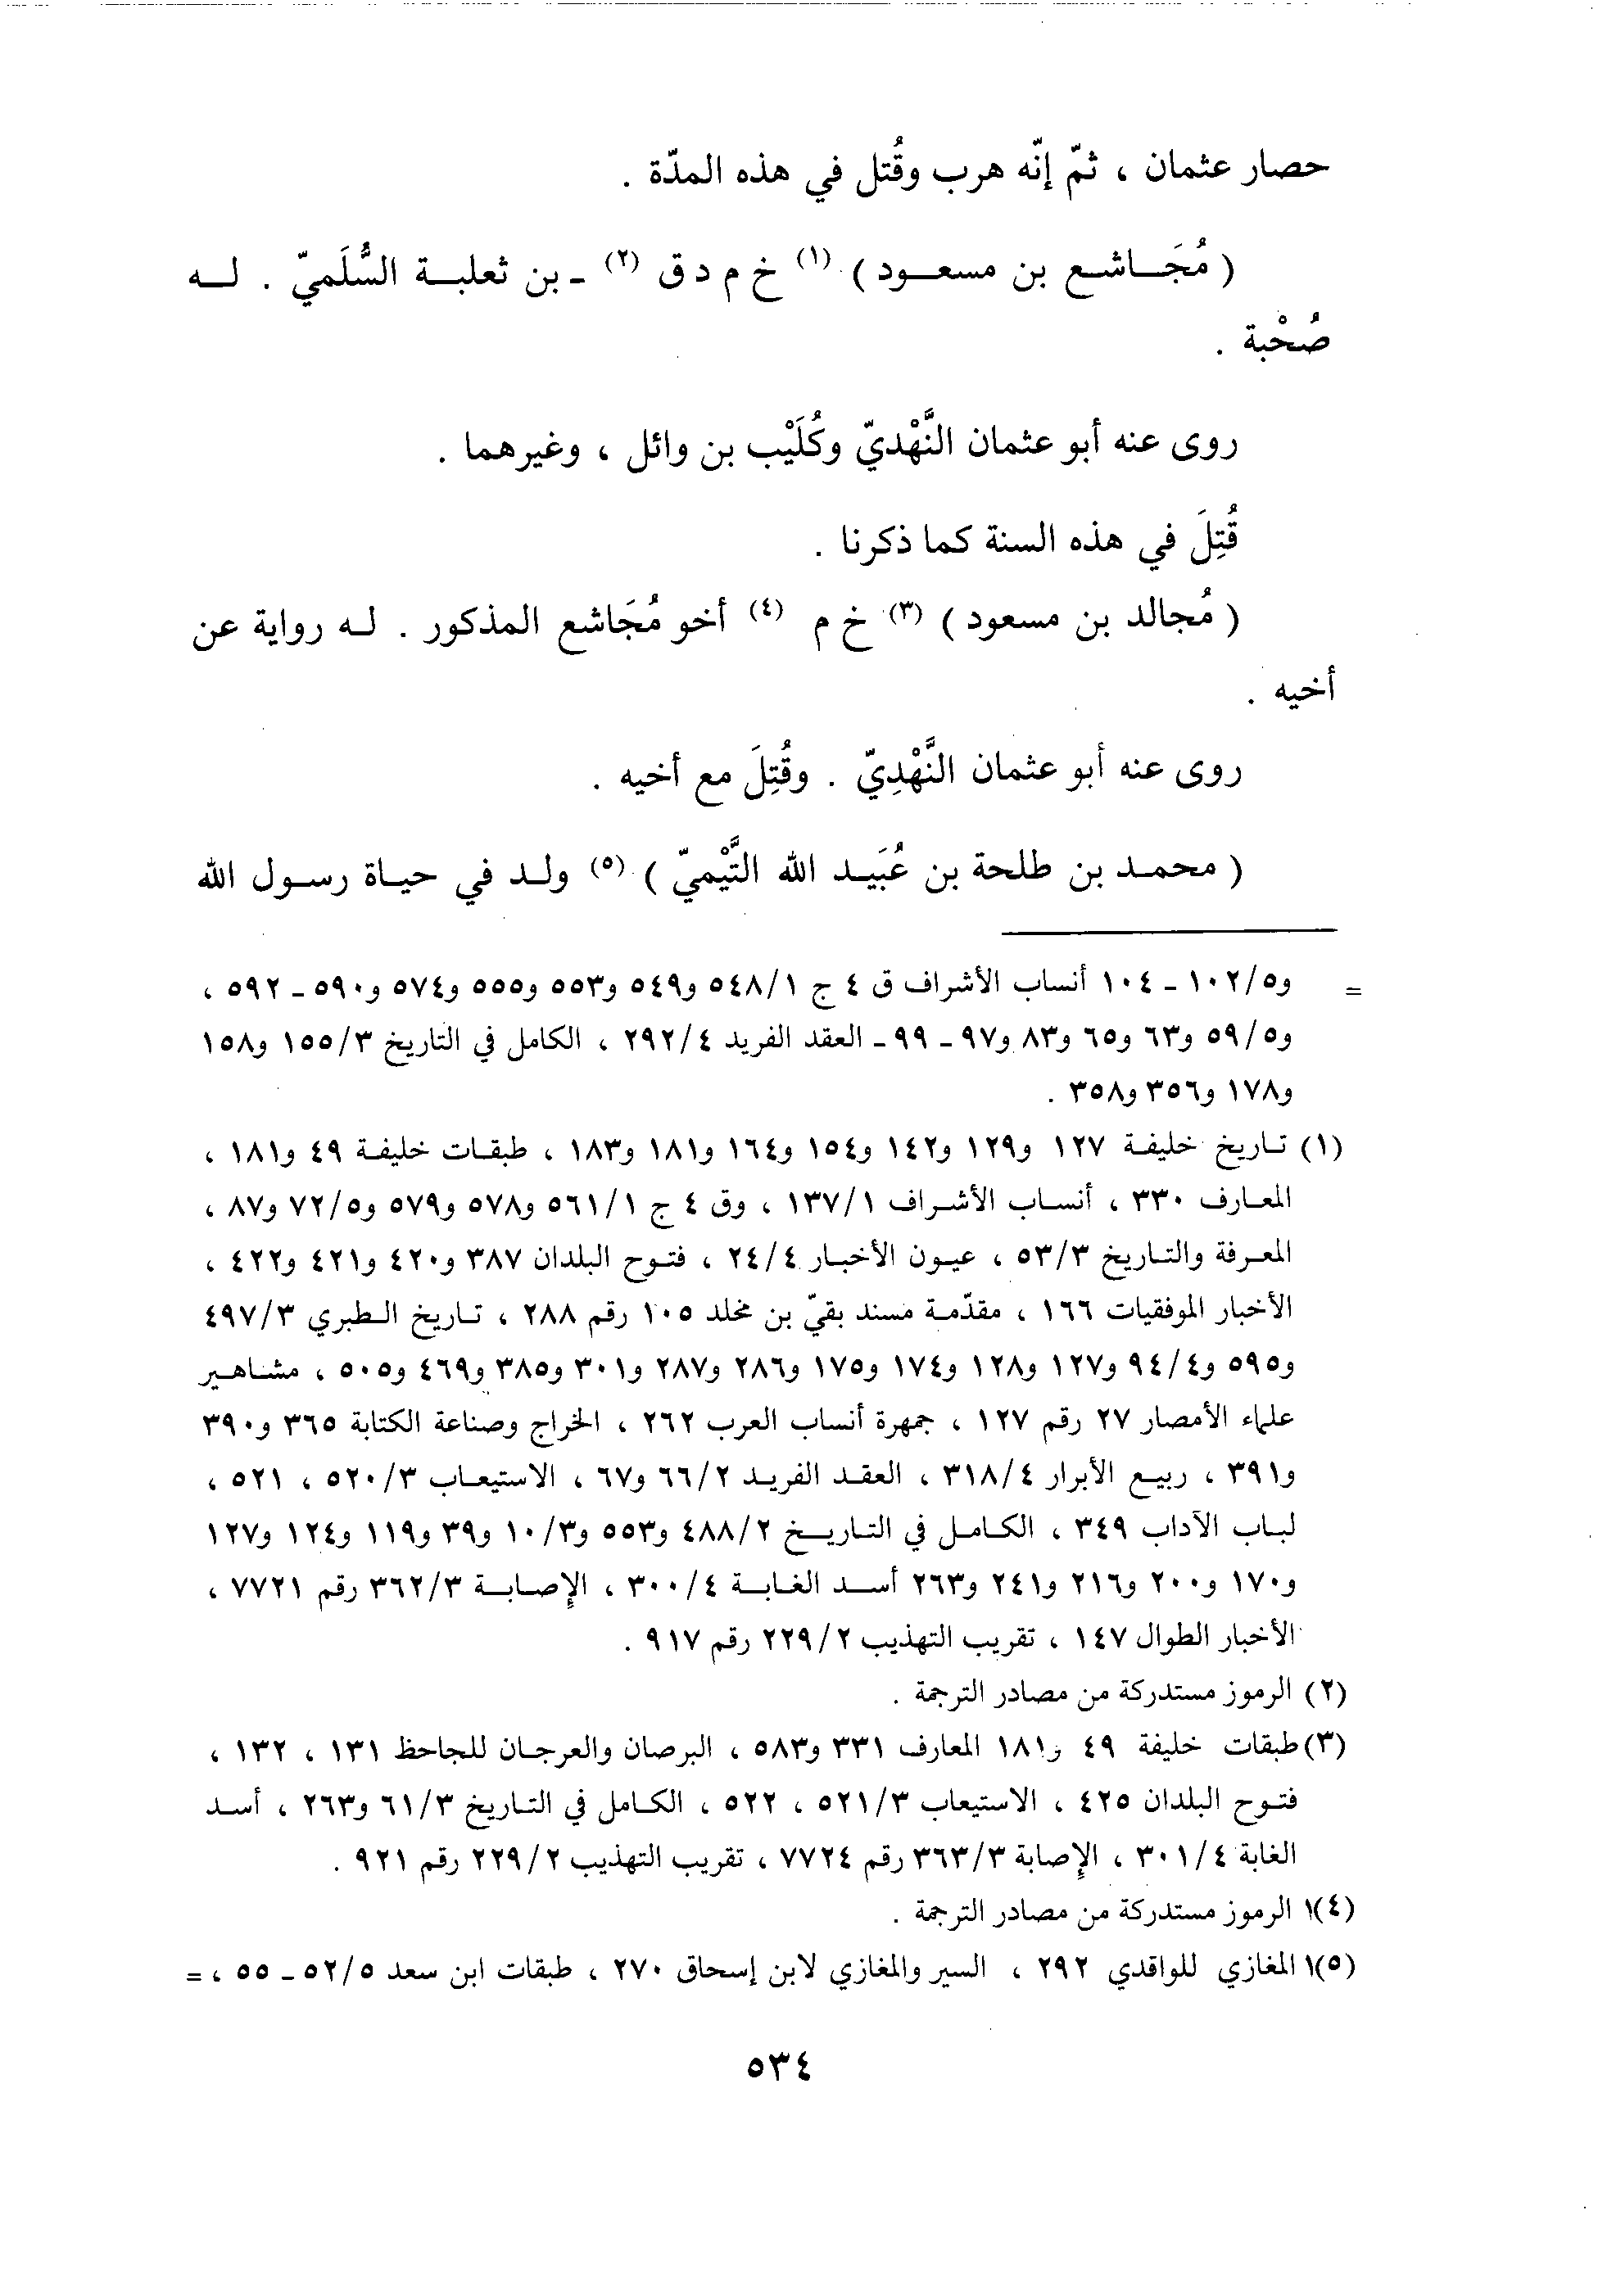 حصار عثمان ، ثمّ إنّه هرب وقُتل في هذه المدّة .
( مُجَاشع بن مسعود ) (١) خ م د ق (٢) - بن ثعلبة السُّلَميّ . له
صُحْبة .
روى عنه أبو عثمان النَّهْديّ وكُلَيْب بن وائل ، وغيرهما .
قُتِلَ في هذه السنة كما ذكرنا .
( مُجالد بن مسعود ) (٣) خ م (٤) أخو مُجَاشع المذكور . له رواية عن
أخيه .
روى عنه أبو عثمان النَّهْدِيّ . وقُتِلَ مع أخيه .
( محمد بن طلحة بن عُبَيد الله التَّيْميّ ) (٥) ولد في حياة رسول الله
= و٥/ ١٠٢ - ١٠٤ أنساب الأشراف ق ٤ ج ١/ ٥٤٨ و٥٤٩ و٥٥٣ و٥٥٥ و٥٧٤ و٥٩٠ - ٥٩٢ ،
و٥/ ٥٩ و٦٣ و٦٥ و٨٣ و٩٧ - ٩٩ - العقد الفريد ٤/ ٢٩٢ ، الكامل في التاريخ ٣/ ١٥٥ و١٥٨
و١٧٨ و٣٥٦ و٣٥٨ .
(١) تاريخ خليفة ١٢٧ و١٢٩ و١٤٢ و١٥٤ و١٦٤ و١٨١ و١٨٣ ، طبقات خليفة ٤٩ و١٨١ ،
المعارف ٣٣٠ ، أنساب الأشراف ١/ ١٣٧ ، وق ٤ ج ١/ ٥٦١ و٥٧٨ و٥٧٩ و٥/ ٧٢ و٨٧ ،
المعرفة والتاريخ ٣/ ٥٣ ، عيون الأخبار ٤/ ٢٤ ، فتوح البلدان ٣٨٧ و٤٢٠ و٤٢١ و٤٢٢ ،
الأخبار الموفقيات ١٦٦ ، مقدّمة مسند بقيّ بن مخلد ١٠٥ رقم ٢٨٨ ، تاريخ الطبري ٣/ ٤٩٧
و٥٩٥ و٤/ ٩٤ و١٢٧ و١٢٨ و١٧٤ و١٧٥ و٢٨٦ و٢٨٧ و٣٠١ و٣٨٥ و٤٦٩ و٥٠٥ ، مشاهير
علماء الأمصار ٢٧ رقم ١٢٧ ، جمهرة أنساب العرب ٢٦٢ ، الخراج وصناعة الكتابة ٣٦٥ و٣٩٠
و٣٩١ ، ربيع الأبرار ٤/ ٣١٨ ، العقد الفريد ٢/ ٦٦ و٦٧ ، الاستيعاب ٣/ ٥٢٠ ، ٥٢١ ،
لباب الآداب ٣٤٩ ، الكامل في التاريخ ٢/ ٤٨٨ و٥٥٣ و٣/ ١٠ و٣٩ و١١٩ و١٢٤ و١٢٧
و١٧٠ و٢٠٠ و٢١٦ و٢٤١ و٢٦٣ أسد الغابة ٤/ ٣٠٠ ، الإصابة ٣/ ٣٦٢ رقم ٧٧٢١ ،
الأخبار الطوال ١٤٧ ، تقريب التهذيب ٢/ ٢٢٩ رقم ٩١٧ .
(٢) الرموز مستدركة من مصادر الترجمة .
(٣) طبقات خليفة ٤٩ و١٨١ المعارف ٣٣١ و٥٨٣ ، البرصان والعرجان للجاحظ ١٣١ ، ١٣٢ ،
فتوح البلدان ٤٢٥ ، الاستيعاب ٣/ ٥٢١ ، ٥٢٢ ، الكامل في التاريخ ٣/ ٦١ و٢٦٣ ، أسد
الغابة ٤/ ٣٠١ ، الإصابة ٣/ ٣٦٣ رقم ٧٧٢٤ ، تقريب التهذيب ٢/ ٢٢٩ رقم ٩٢١ .
(٤)١ الرموز مستدركة من مصادر الترجمة .
(٥)١ المغازي للواقدي ٢٩٢ ، السير والمغازي لابن إسحاق ٢٧٠ ، طبقات ابن سعد ٥/ ٥٢ - ٥٥ ، =
٥٣٤